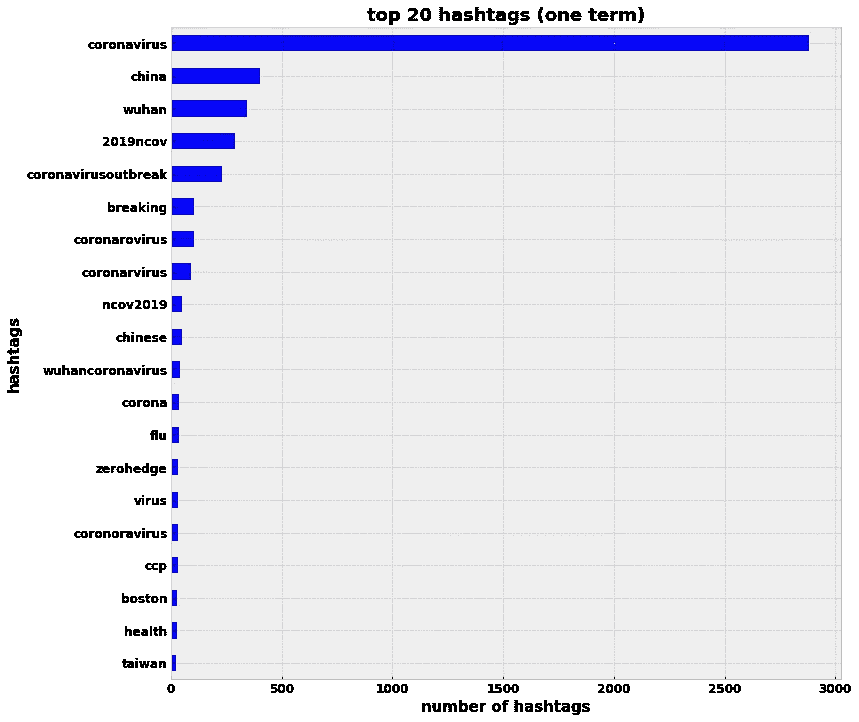 top 20 hashtags (one term)
coronavirus
china
wuhan
2019ncov
coronavirusoutbreak
breaking
coronarovirus
coronarvirus
ncov2019
chinese
wuhancoronavirus
corona
flu
zerohedge
virus
coronoravirus
ccp
boston
health
taiwan
hashtags
0 500 1000 1500 2000 2500 3000
number of hashtags